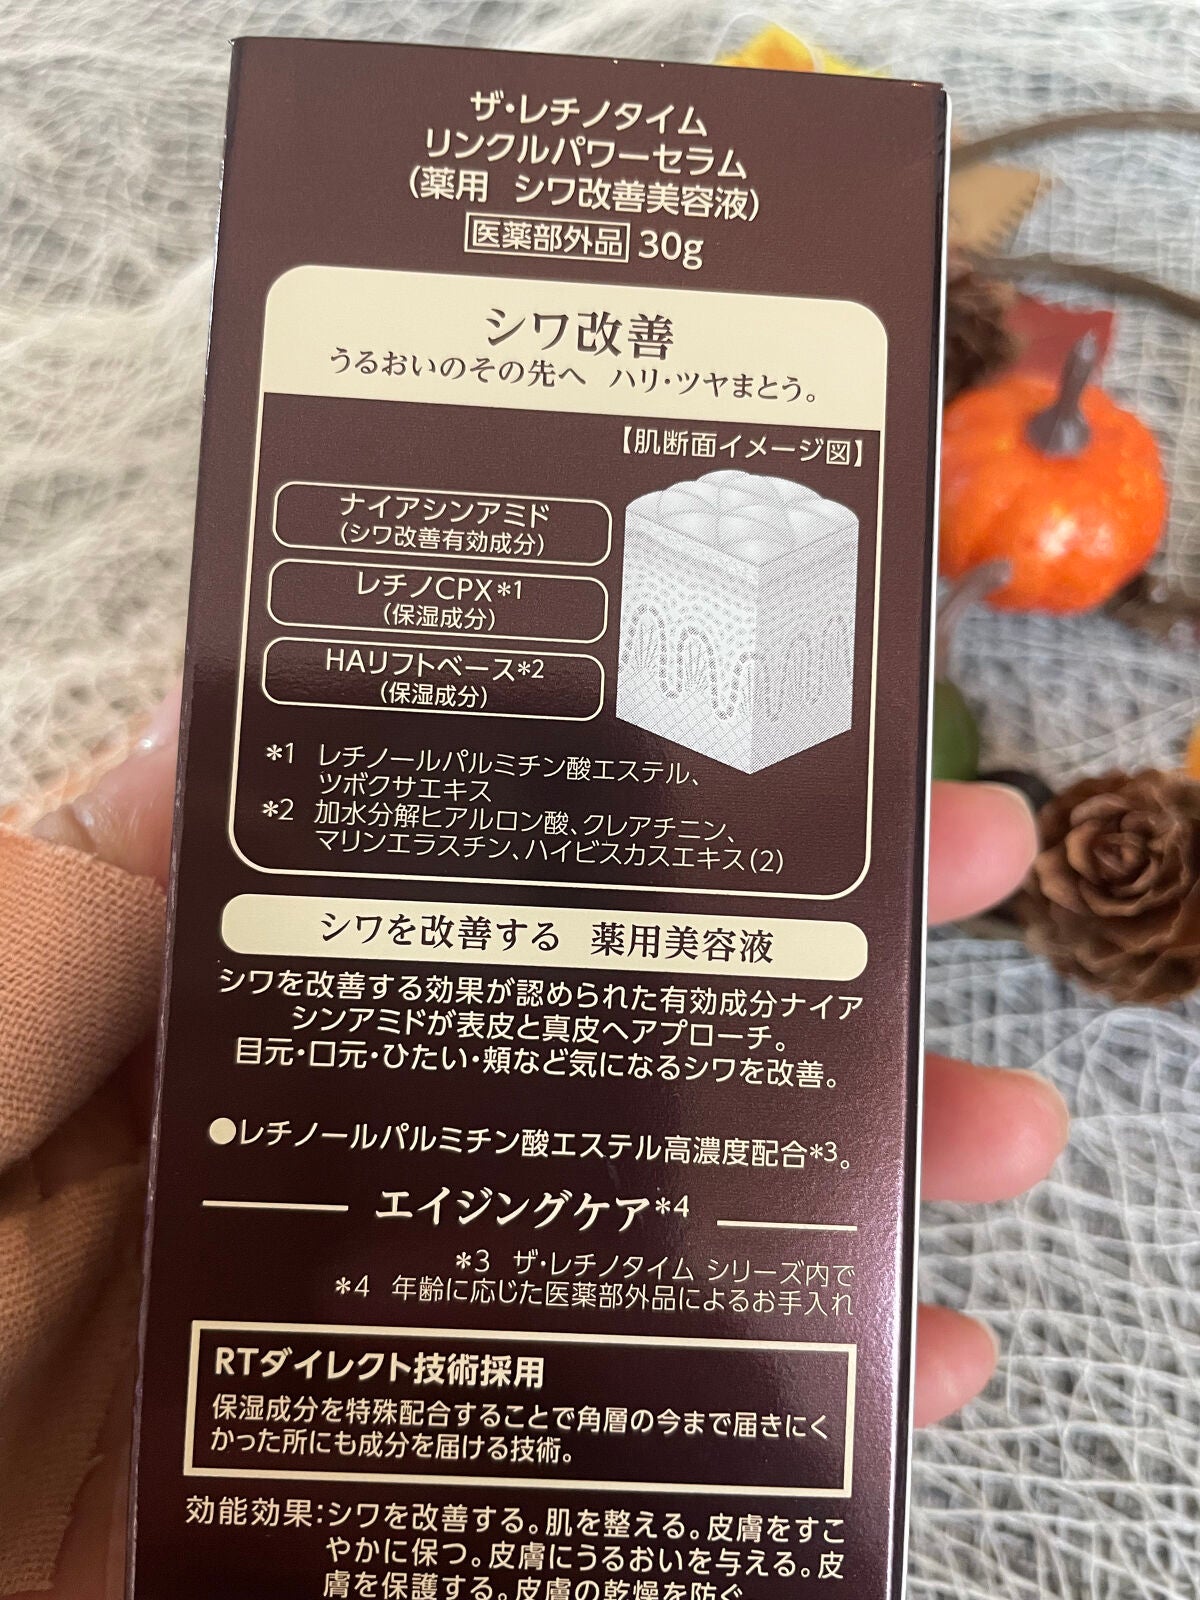 ザ・レチノタイム
リンクルパワーセラム
（薬用 シワ改善美容液）
医薬部外品 30g
シワ改善
うるおいのその先へ ハリ・ツヤまとう。
【肌断面イメージ図】
ナイアシンアミド
（シワ改善有効成分）
レチノCPX*1
（保湿成分）
HAリフトベース*2
（保湿成分）
*1 レチノールパルミチン酸エステル、
ツボクサエキス
*2 加水分解ヒアルロン酸、クレアチニン、
マリンエラスチン、ハイビスカスエキス（2）
シワを改善する 薬用美容液
シワを改善する効果が認められた有効成分ナイア
シンアミドが表皮と真皮へアプローチ。
目元・口元・ひたい・頬など気になるシワを改善。
●レチノールパルミチン酸エステル高濃度配合*3。
エイジングケア*4
*3 ザ・レチノタイム シリーズ内で
*4 年齢に応じた医薬部外品によるお手入れ
RTダイレクト技術採用
保湿成分を特殊配合することで角層の今まで届きにく
かった所にも成分を届ける技術。
効能効果：シワを改善する。肌を整える。皮膚をすこ
やかに保つ。皮膚にうるおいを与える。皮
膚を保護する。皮膚の乾燥を防ぐ